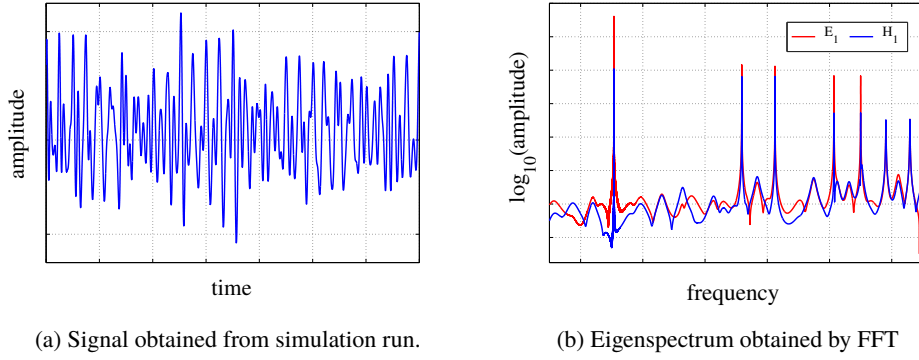 amplitude
time
(a) Signal obtained from simulation run.
log10(amplitude)
E1
H1
frequency
(b) Eigenspectrum obtained by FFT